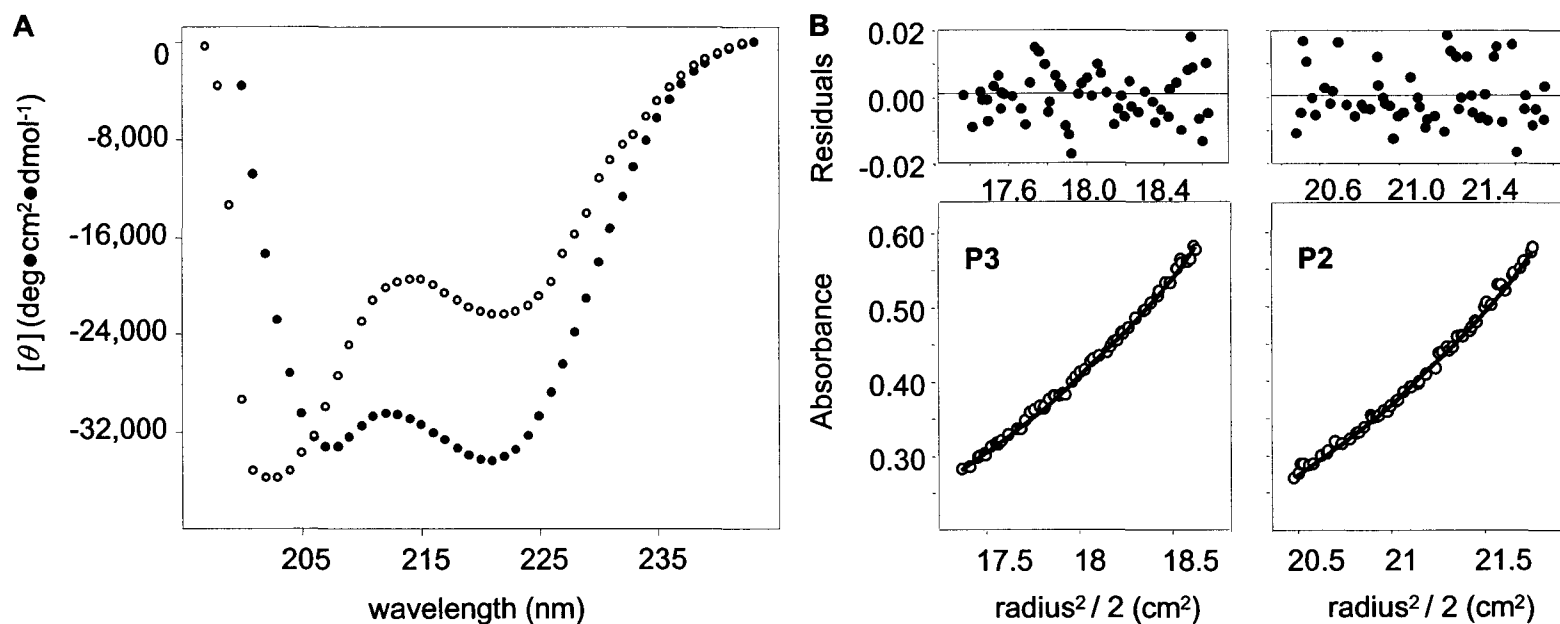 A
[θ] (deg●cm²●dmol⁻¹)
0
-8,000
-16,000
-24,000
-32,000
205 215 225 235
wavelength (nm)
B
Residuals
0.02
0.00
-0.02
17.6 18.0 18.4
20.6 21.0 21.4
Absorbance
0.60
0.50
0.40
0.30
P3
P2
17.5 18 18.5
20.5 21 21.5
radius² / 2 (cm²)
radius² / 2 (cm²)